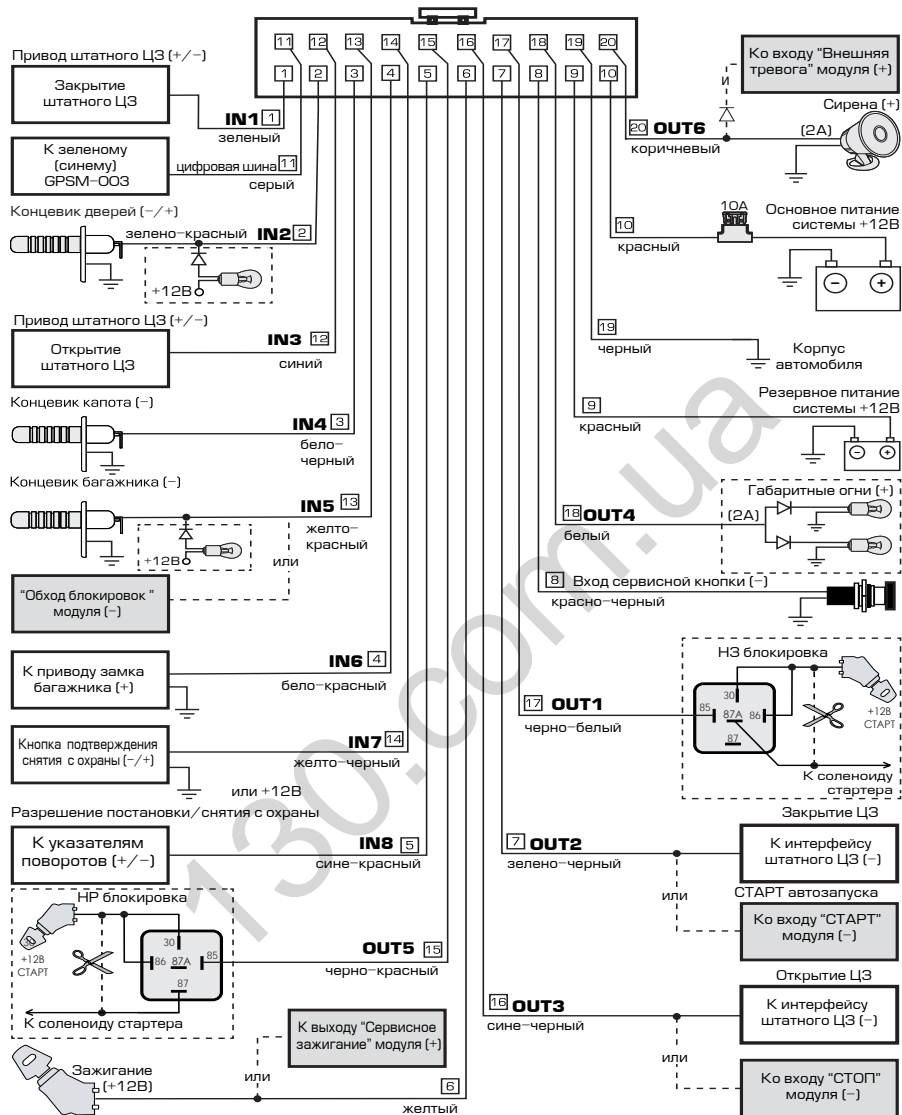 11 12 13 14 15 16 17 18 19 20
1 2 3 4 5 6 7 8 9 10
Привод штатного ЦЗ (+/−)
Закрытие
штатного ЦЗ
IN1 1
зеленый
К зеленому
(синему)
GPSM-003
цифровая шина 11
серый
Концевик дверей (−/+)
зелено-красный IN2 2
+12В
Привод штатного ЦЗ (+/−)
Открытие
штатного ЦЗ
IN3 12
синий
Концевик капота (−)
IN4 3
бело-
черный
Концевик багажника (−)
IN5 13
желто-
красный
+12В
или
"Обход блокировок"
модуля (−)
К приводу замка
багажника (+)
IN6 4
бело-красный
Кнопка подтверждения
снятия с охраны (−/+)
IN7 14
желто-черный
или +12В
Разрешение постановки/снятия с охраны
К указателям
поворотов (+/−)
IN8 5
сине-красный
НР блокировка
+12В
СТАРТ
30
86 87А 85
87
К соленоиду стартера
OUT5 15
черно-красный
К выходу "Сервисное
зажигание" модуля (+)
Зажигание
(+12В)
или
6
желтый
Ко входу "Внешняя
тревога" модуля (+)
и
Сирена (+)
20 OUT6
(2А)
коричневый
10
красный
10А
Основное питание
системы +12В
− +
19
черный
Корпус
автомобиля
9
красный
Резервное питание
системы +12В
− +
Габаритные огни (+)
18 OUT4
(2А)
белый
8 Вход сервисной кнопки (−)
красно-черный
НЗ блокировка
30
85 87А 86
87
+12В
СТАРТ
К соленоиду
стартера
17 OUT1
черно-белый
Закрытие ЦЗ
7 OUT2
зелено-черный
К интерфейсу
штатного ЦЗ (−)
или
СТАРТ автозапуска
Ко входу "СТАРТ"
модуля (−)
Открытие ЦЗ
16 OUT3
сине-черный
К интерфейсу
штатного ЦЗ (−)
или
Ко входу "СТОП"
модуля (−)
130.com.ua